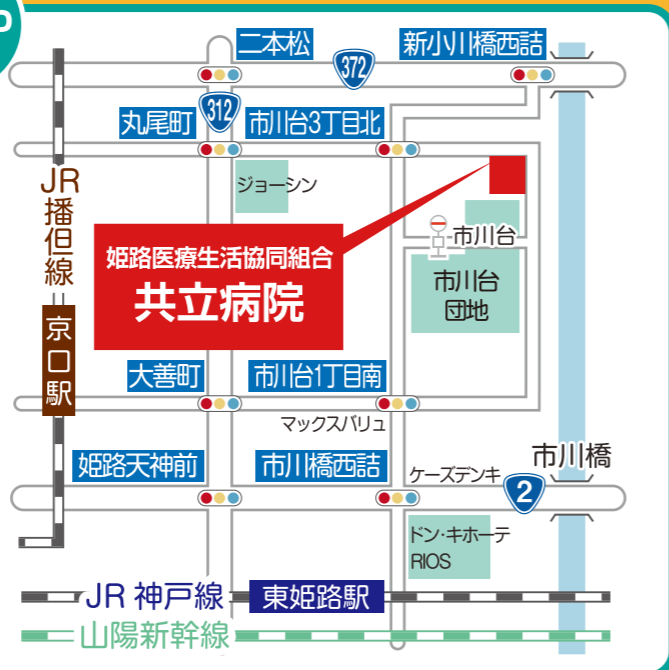 P
二本松
372
新小川橋西詰
312
丸尾町
市川台3丁目北
ジョーシン
JR播但線
姫路医療生活協同組合
共立病院
市川台
市川台
団地
京口駅
大善町
市川台1丁目南
マックスバリュ
姫路天神前
市川橋西詰
ケーズデンキ
2
市川橋
ドン・キホーテ
RIOS
JR 神戸線
東姫路駅
山陽新幹線